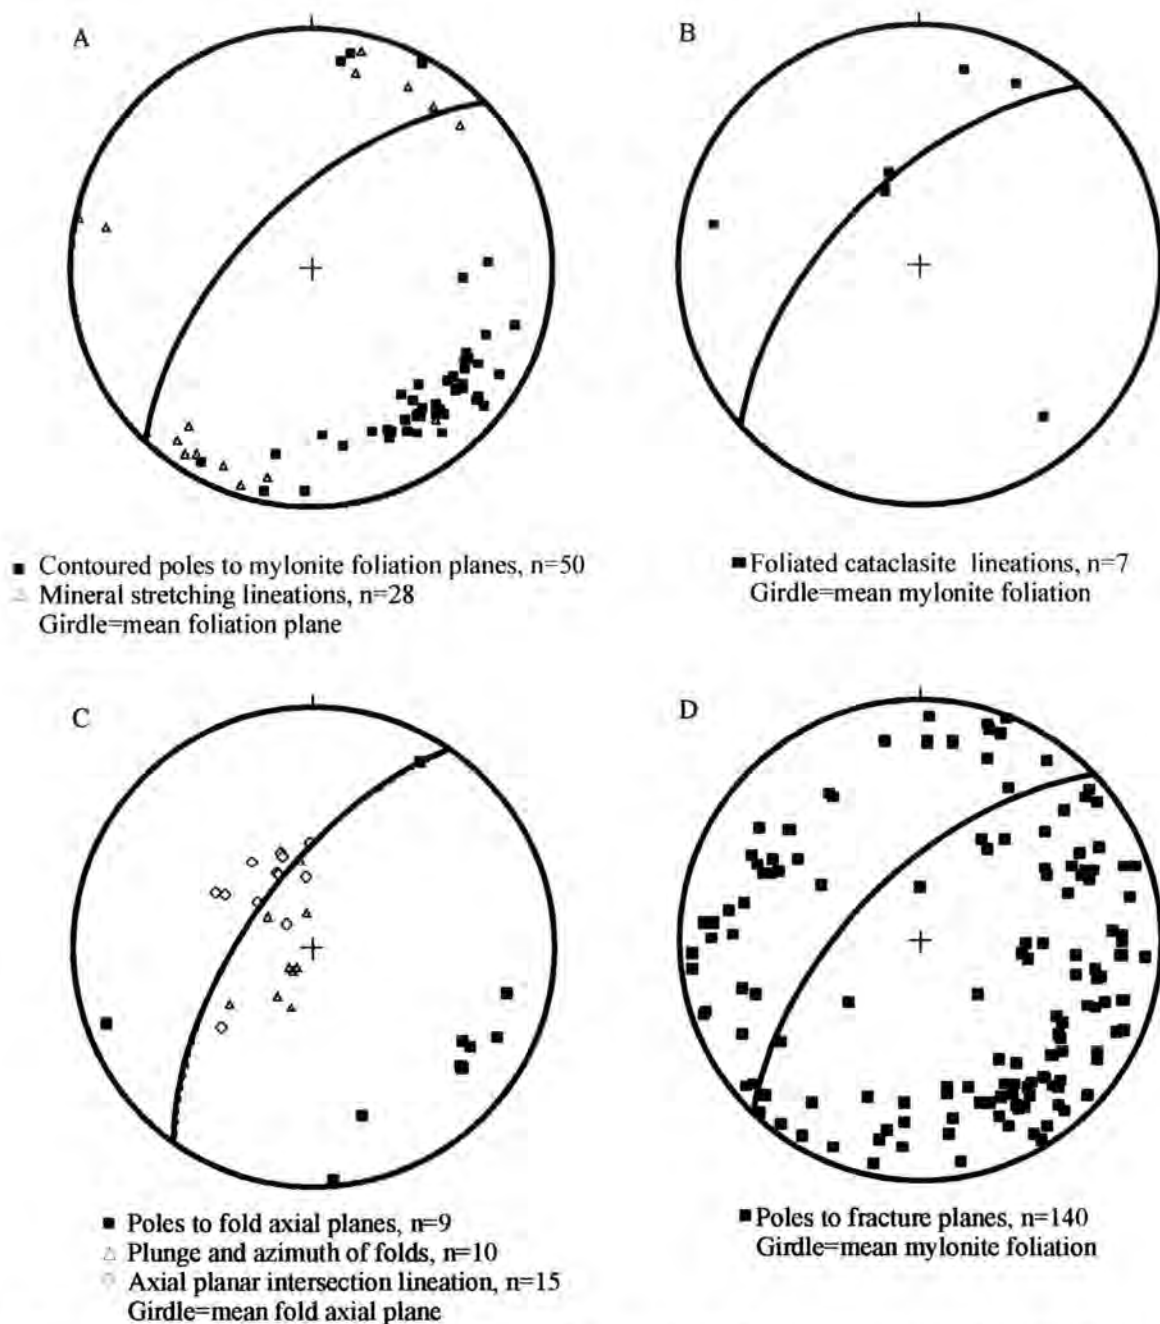 A
B
Contoured poles to mylonite foliation planes, n=50
Mineral stretching lineations, n=28
Girdle=mean foliation plane
Foliated cataclasite lineations, n=7
Girdle=mean mylonite foliation
C
D
Poles to fold axial planes, n=9
Plunge and azimuth of folds, n=10
Axial planar intersection lineation, n=15
Girdle=mean fold axial plane
Poles to fracture planes, n=140
Girdle=mean mylonite foliation